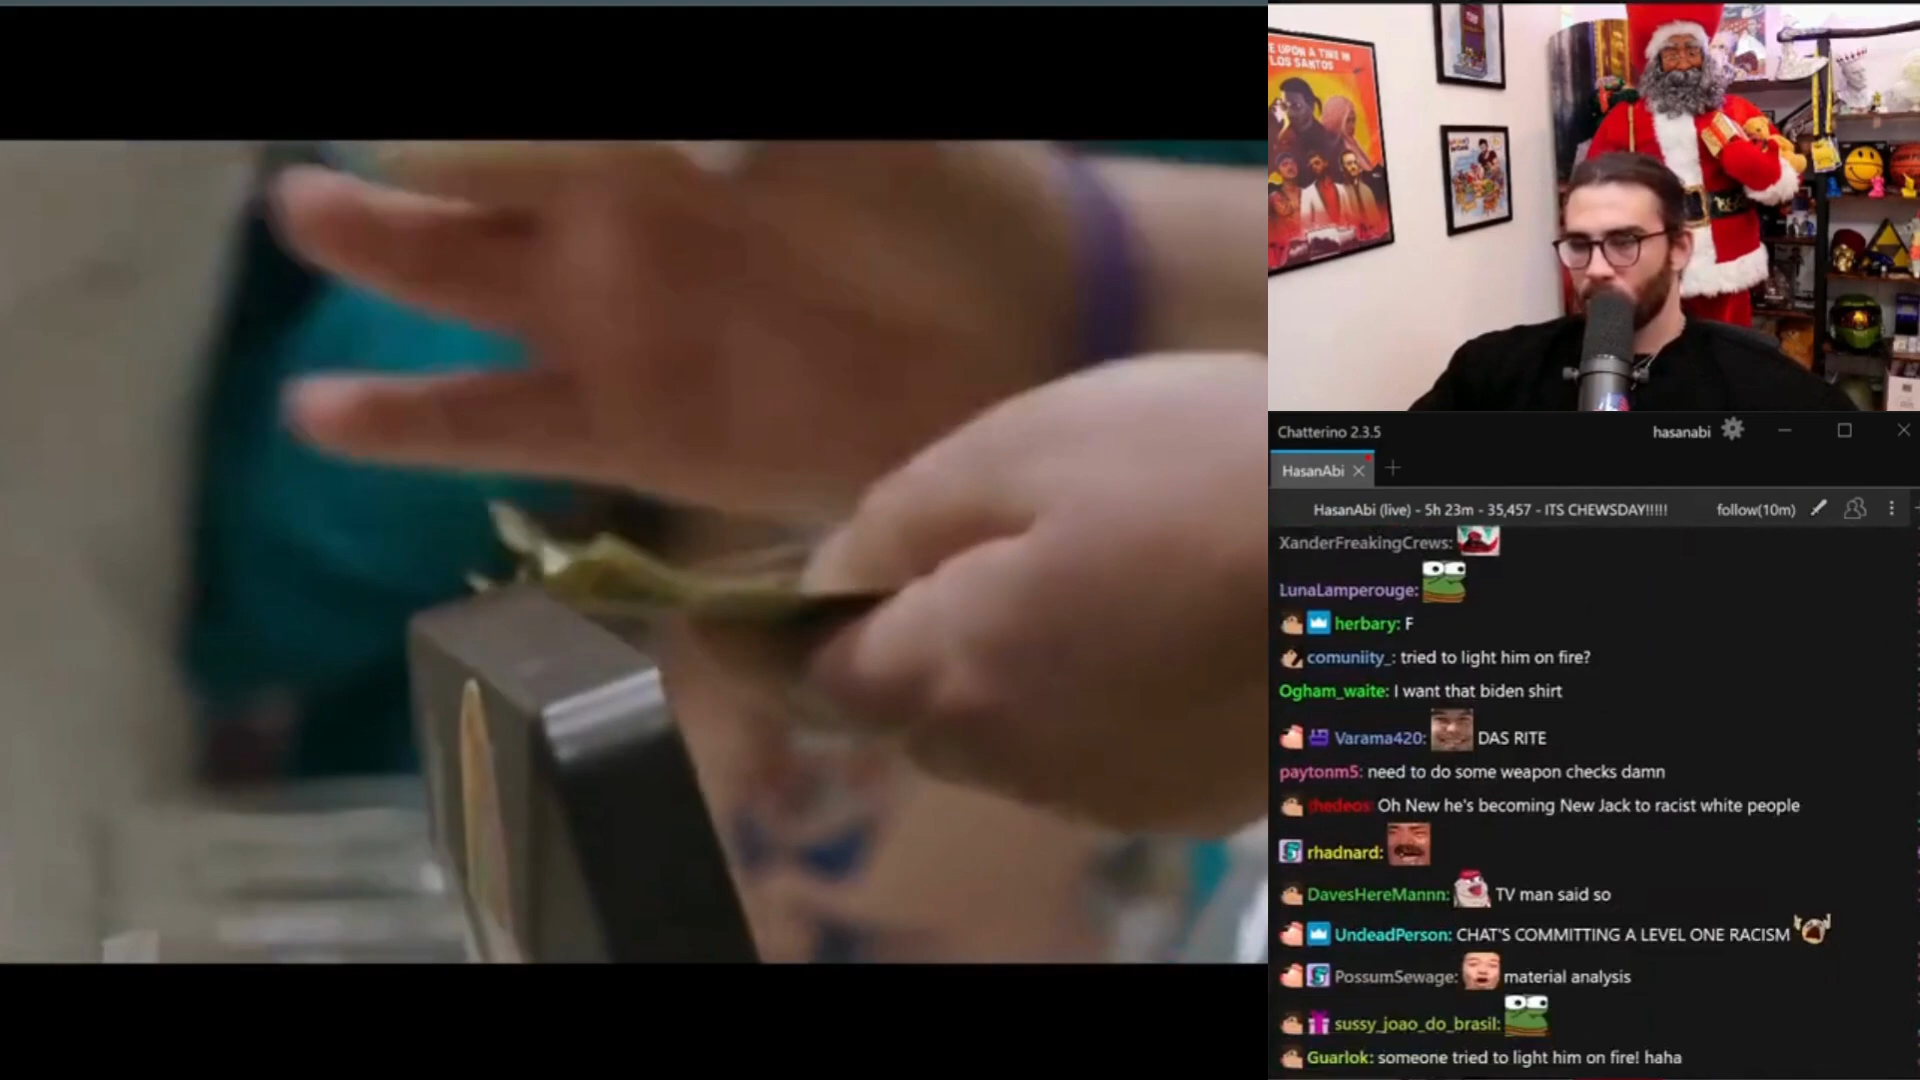 E UPON A TIME IN
LOS SANTOS
Chatterino 2.3.5
hasanabi
HasanAbi
HasanAbi (live) - 5h 23m - 35,457 - ITS CHEWSDAY!!!!!
follow(10m)
XanderFreakingCrews:
LunaLamperouge:
herbary: F
comuniity_: tried to light him on fire?
Ogham_waite: I want that biden shirt
Varama420: DAS RITE
paytonm5: need to do some weapon checks damn
thedeos: Oh New he's becoming New Jack to racist white people
rhadnard:
DavesHereMannn: TV man said so
UndeadPerson: CHAT'S COMMITTING A LEVEL ONE RACISM
PossumSewage: material analysis
sussy_joao_do_brasil:
Guarlok: someone tried to light him on fire! haha